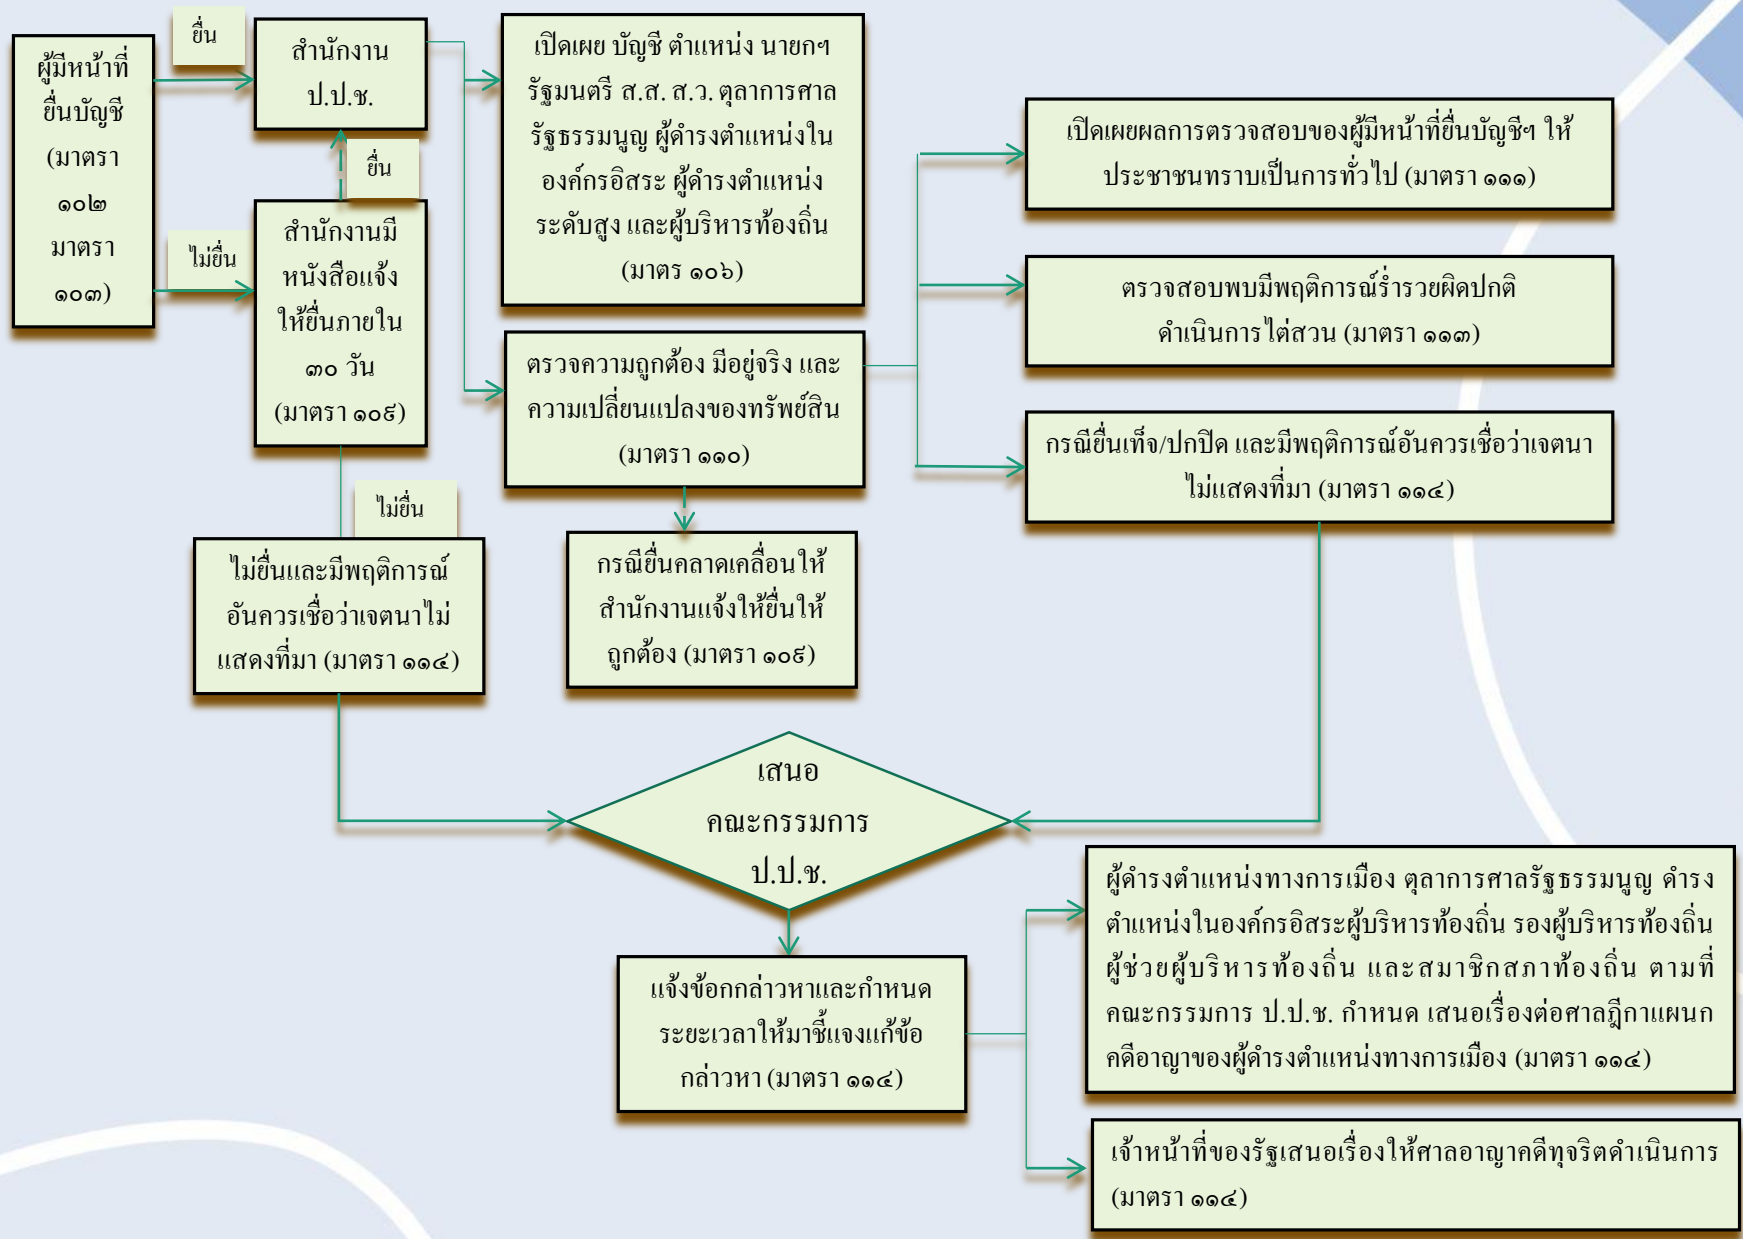 ผู้มีหน้าที่
ยื่นบัญชี
(มาตรา
๑๐๒
มาตรา
๑๐๓)
ยื่น
สำนักงาน
ป.ป.ช.
ยื่น
ไม่ยื่น
สำนักงานมี
หนังสือแจ้ง
ให้ยื่นภายใน
๓๐ วัน
(มาตรา ๑๐๙)
ไม่ยื่น
ไม่ยื่นและมีพฤติการณ์
อันควรเชื่อว่าเจตนาไม่
แสดงที่มา (มาตรา ๑๑๔)
เปิดเผย บัญชี ตำแหน่ง นายกฯ
รัฐมนตรี ส.ส. ส.ว. ตุลาการศาล
รัฐธรรมนูญ ผู้ดำรงตำแหน่งใน
องค์กรอิสระ ผู้ดำรงตำแหน่ง
ระดับสูง และผู้บริหารท้องถิ่น
(มาตร ๑๐๖)
ตรวจความถูกต้อง มีอยู่จริง และ
ความเปลี่ยนแปลงของทรัพย์สิน
(มาตรา ๑๑๐)
กรณียื่นคลาดเคลื่อนให้
สำนักงานแจ้งให้ยื่นให้
ถูกต้อง (มาตรา ๑๐๙)
เปิดเผยผลการตรวจสอบของผู้มีหน้าที่ยื่นบัญชีฯ ให้
ประชาชนทราบเป็นการทั่วไป (มาตรา ๑๑๑)
ตรวจสอบพบมีพฤติการณ์ร่ำรวยผิดปกติ
ดำเนินการไต่สวน (มาตรา ๑๑๓)
กรณียื่นเท็จ/ปกปิด และมีพฤติการณ์อันควรเชื่อว่าเจตนา
ไม่แสดงที่มา (มาตรา ๑๑๔)
เสนอ
คณะกรรมการ
ป.ป.ช.
แจ้งข้อกกล่าวหาและกำหนด
ระยะเวลาให้มาชี้แจงแก้ข้อ
กล่าวหา (มาตรา ๑๑๔)
ผู้ดำรงตำแหน่งทางการเมือง ตุลาการศาลรัฐธรรมนูญ ดำรง
ตำแหน่งในองค์กรอิสระผู้บริหารท้องถิ่น รองผู้บริหารท้องถิ่น
ผู้ช่วยผู้บริหารท้องถิ่น และสมาชิกสภาท้องถิ่น ตามที่
คณะกรรมการ ป.ป.ช. กำหนด เสนอเรื่องต่อศาลฎีกาแผนก
คดีอาญาของผู้ดำรงตำแหน่งทางการเมือง (มาตรา ๑๑๔)
เจ้าหน้าที่ของรัฐเสนอเรื่องให้ศาลอาญาคดีทุจริตดำเนินการ
(มาตรา ๑๑๔)